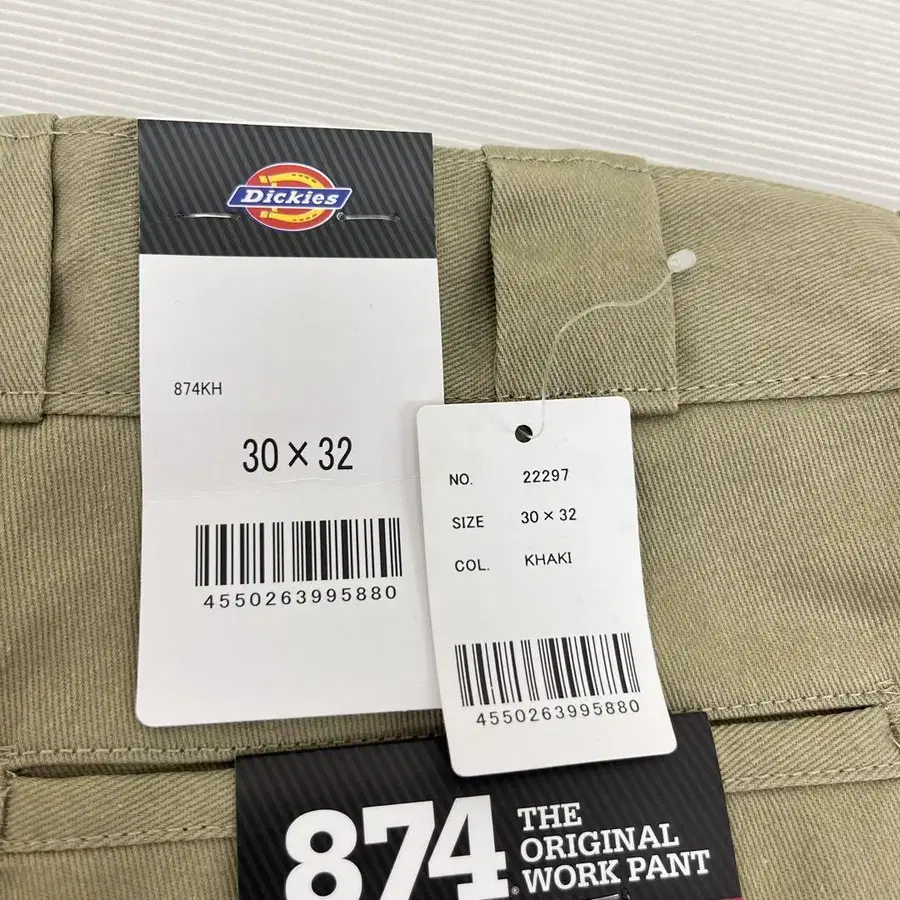 Dickies
874KH
30×32
4550263995880
NO. 22297
SIZE 30×32
COL. KHAKI
4550263995880
874
THE
ORIGINAL
WORK PANT